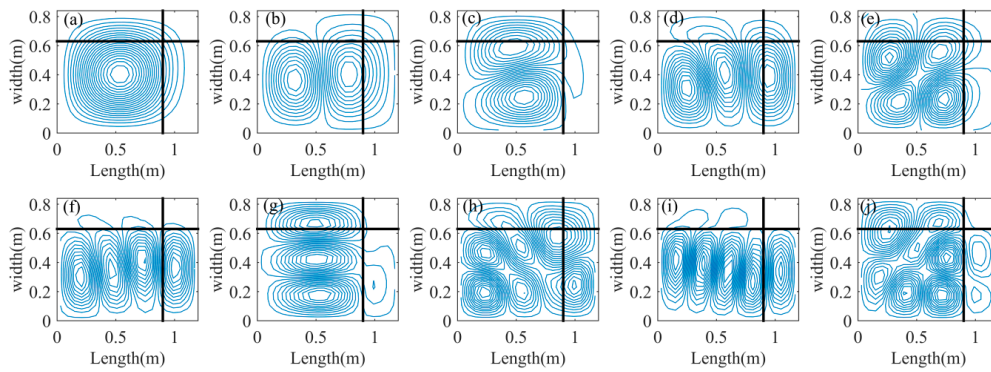 (a) (b) (c) (d) (e)
width(m) width(m) width(m) width(m) width(m)
0.8 0.8 0.8 0.8 0.8
0.6 0.6 0.6 0.6 0.6
0.4 0.4 0.4 0.4 0.4
0.2 0.2 0.2 0.2 0.2
0 0 0 0 0
0 0.5 1 0 0.5 1 0 0.5 1 0 0.5 1 0 0.5 1
Length(m) Length(m) Length(m) Length(m) Length(m)
(f) (g) (h) (i) (j)
width(m) width(m) width(m) width(m) width(m)
0.8 0.8 0.8 0.8 0.8
0.6 0.6 0.6 0.6 0.6
0.4 0.4 0.4 0.4 0.4
0.2 0.2 0.2 0.2 0.2
0 0 0 0 0
0 0.5 1 0 0.5 1 0 0.5 1 0 0.5 1 0 0.5 1
Length(m) Length(m) Length(m) Length(m) Length(m)